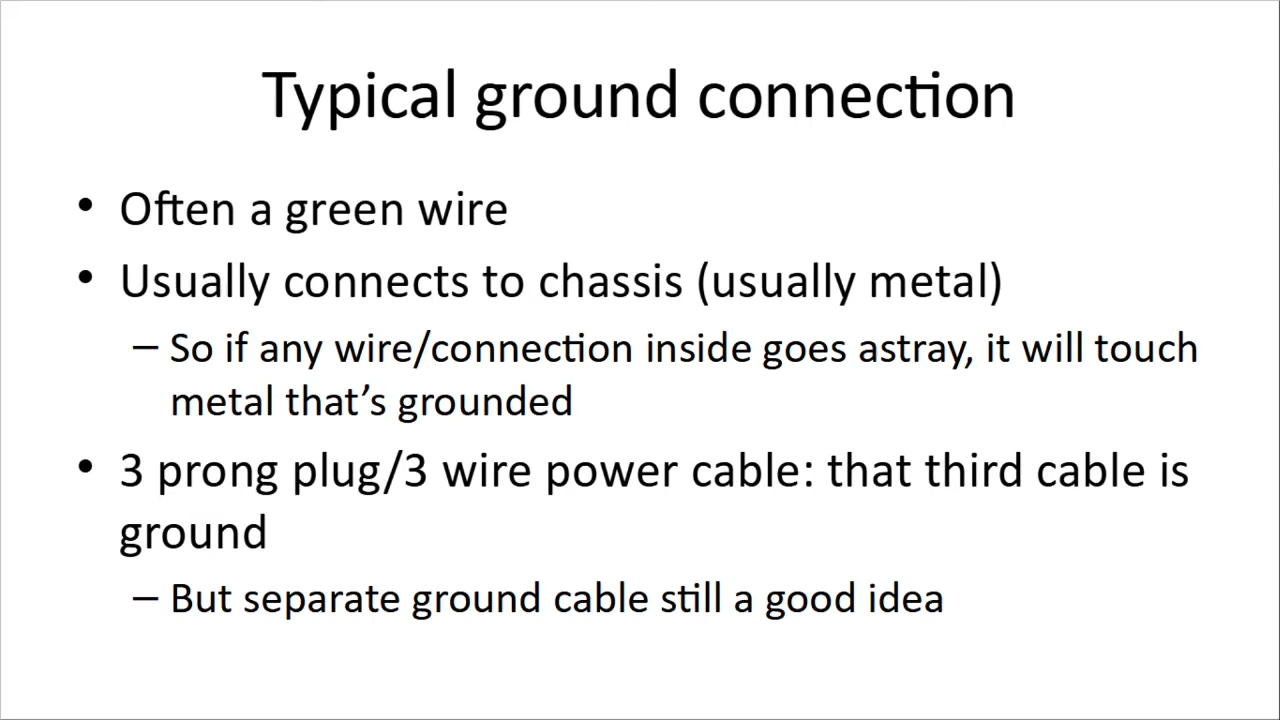 Typical ground connection
• Often a green wire
• Usually connects to chassis (usually metal)
– So if any wire/connection inside goes astray, it will touch
metal that’s grounded
• 3 prong plug/3 wire power cable: that third cable is
ground
– But separate ground cable still a good idea